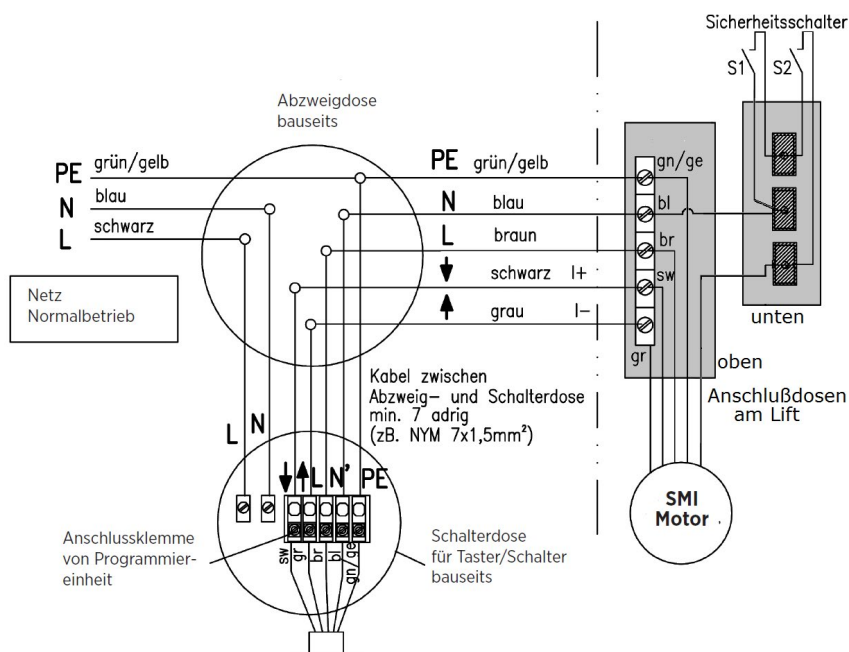 Sicherheitsschalter
S1
S2
Abzweigdose
bauseits
PE
grün/gelb
PE
grün/gelb
gn/ge
N
blau
N
blau
bl
L
schwarz
L
braun
br
schwarz
I+
sw
grau
I-
gr
Netz
Normalbetrieb
unten
oben
Anschlußdosen
am Lift
Kabel zwischen
Abzweig- und Schalterdose
min. 7 adrig
(zB. NYM 7x1,5mm²)
L
N
L
N'
PE
SMI
Motor
Anschlussklemme
von Programmier-
einheit
sw
gr
br
bl
gn/ge
Schalterdose
für Taster/Schalter
bauseits